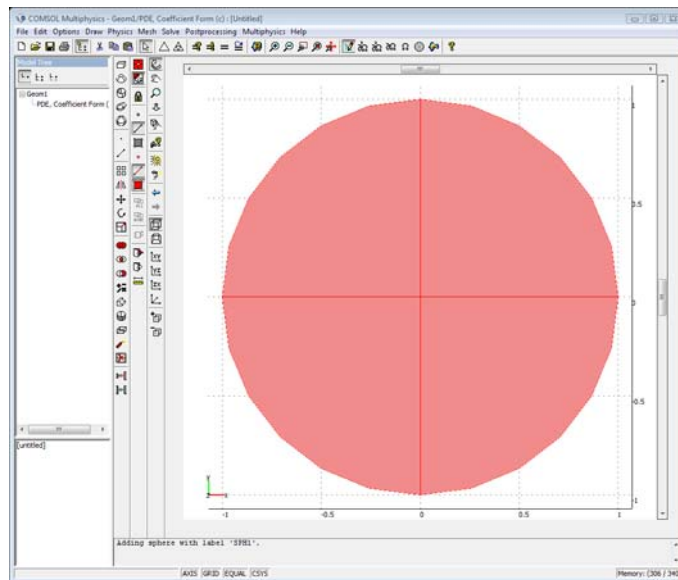 COMSOL Multiphysics - Geom1/PDE, Coefficient Form (c) : [Untitled]
File Edit Options Draw Physics Mesh Solve Postprocessing Multiphysics Help
Model Tree
Geom1
PDE, Coefficient Form (
[untitled]
1
0.5
0
-0.5
-1
y
z x
-1 -0.5 0 0.5 1
Adding sphere with label 'SPH1'.
AXIS GRID EQUAL CSYS
Memory: (306 / 340